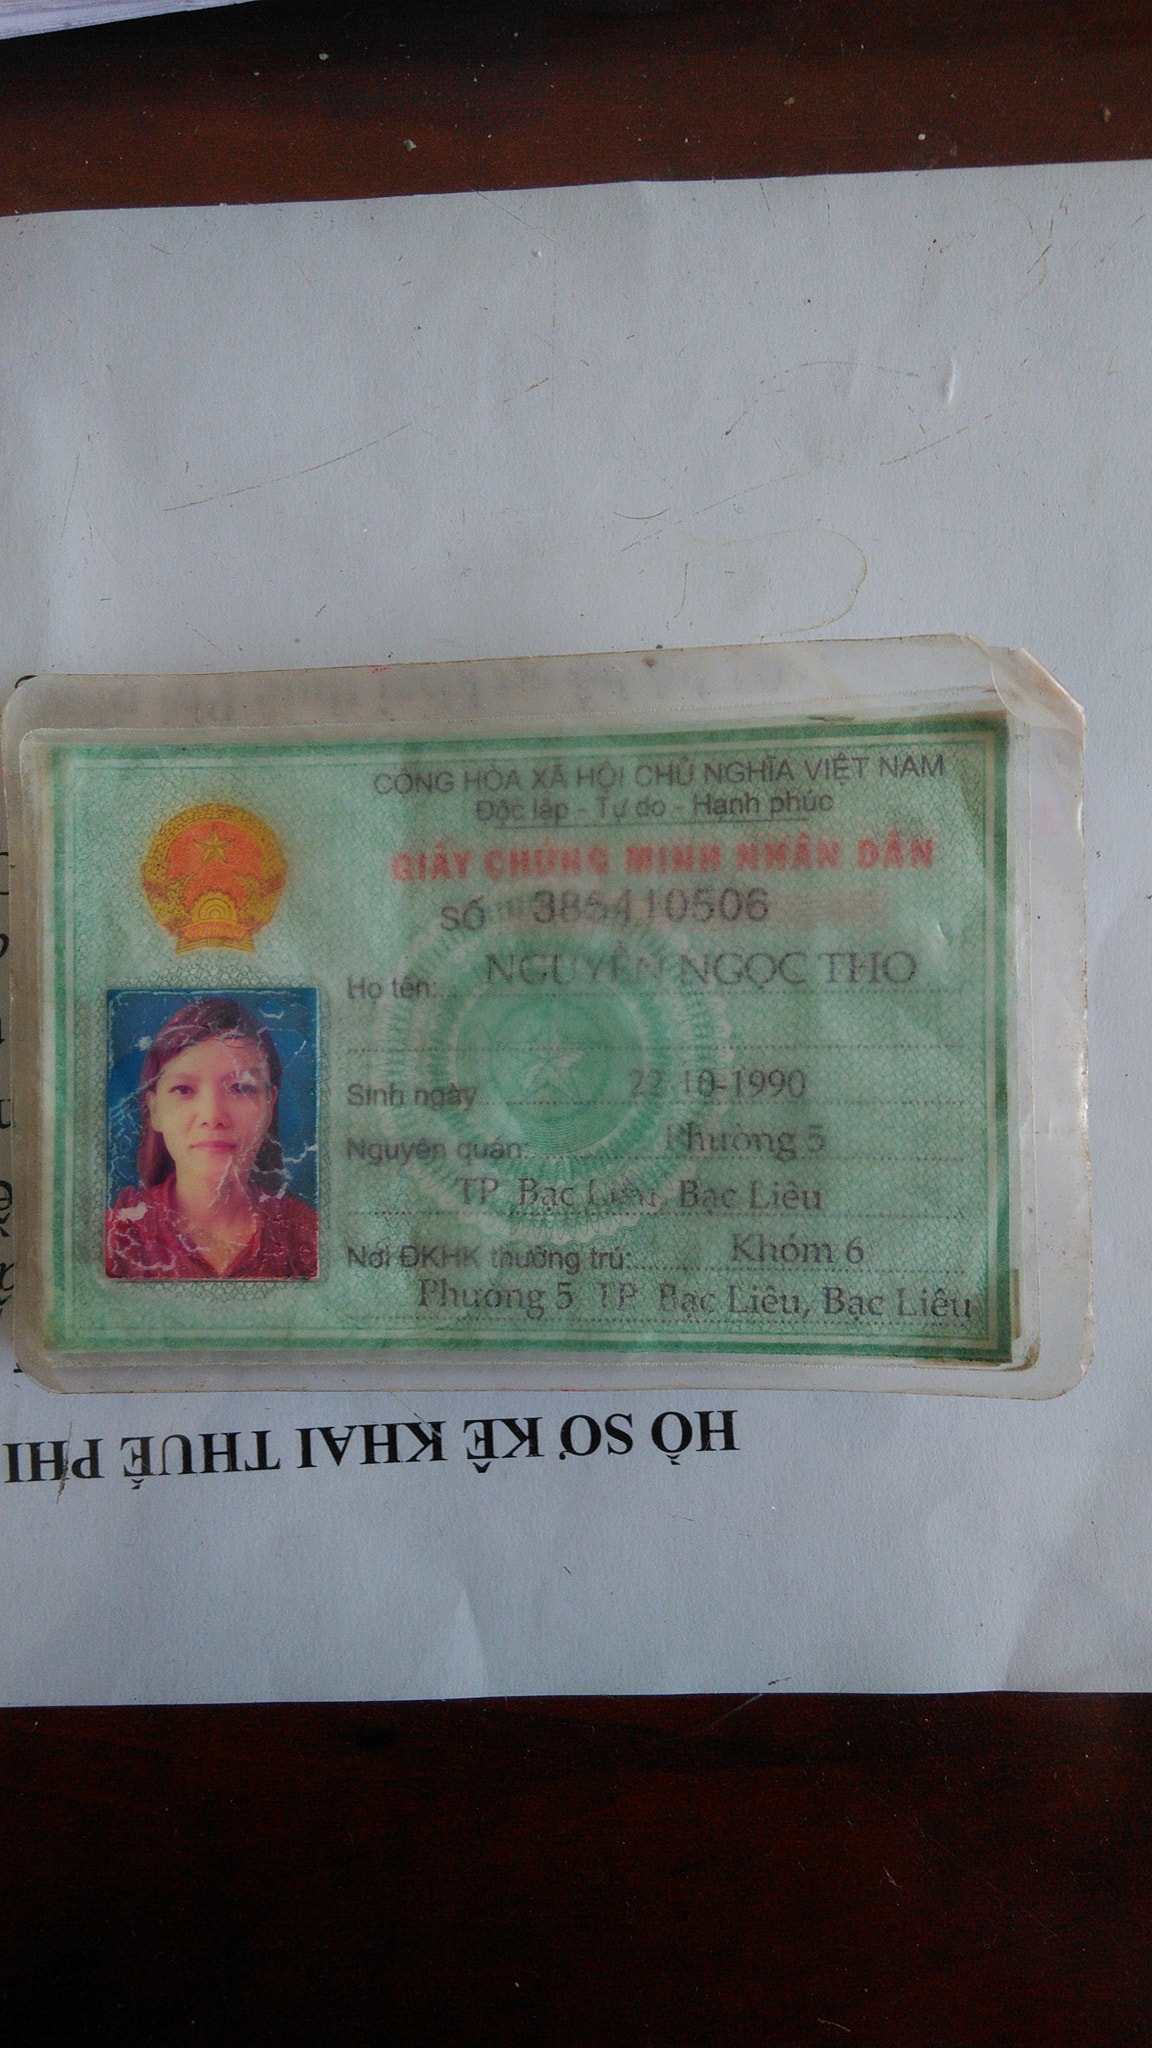 CỘNG HÒA XÃ HỘI CHỦ NGHĨA VIỆT NAM
Độc lập - Tự do - Hạnh phúc
GIẤY CHỨNG MINH NHÂN DÂN
SỐ 385410506
Họ tên: NGUYỄN NGỌC THO
Sinh ngày 22-10-1990
Nguyên quán: Phường 5
TP. Bạc Liêu, Bạc Liêu
Nơi ĐKHK thường trú: Khóm 6
Phường 5 TP Bạc Liêu, Bạc Liêu
HỒ SƠ KÊ KHAI THUẾ PHI